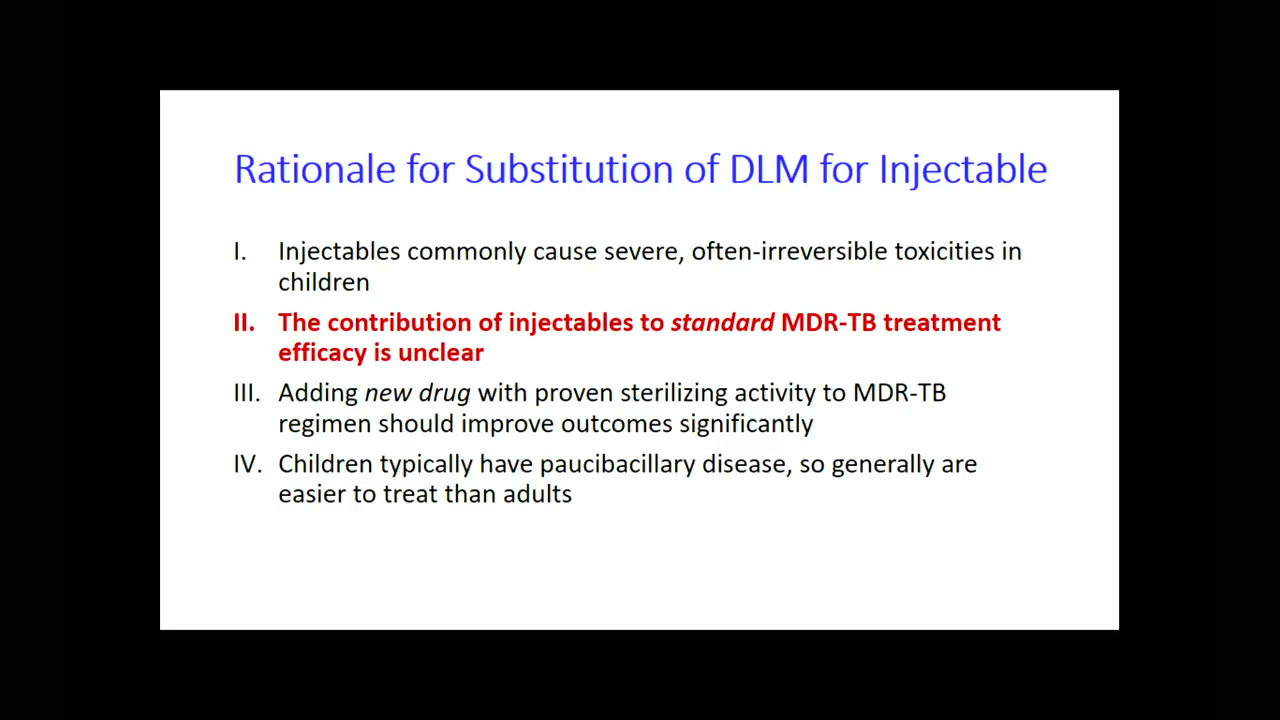 Rationale for Substitution of DLM for Injectable
I. Injectables commonly cause severe, often-irreversible toxicities in
children
II. The contribution of injectables to standard MDR-TB treatment
efficacy is unclear
III. Adding new drug with proven sterilizing activity to MDR-TB
regimen should improve outcomes significantly
IV. Children typically have paucibacillary disease, so generally are
easier to treat than adults